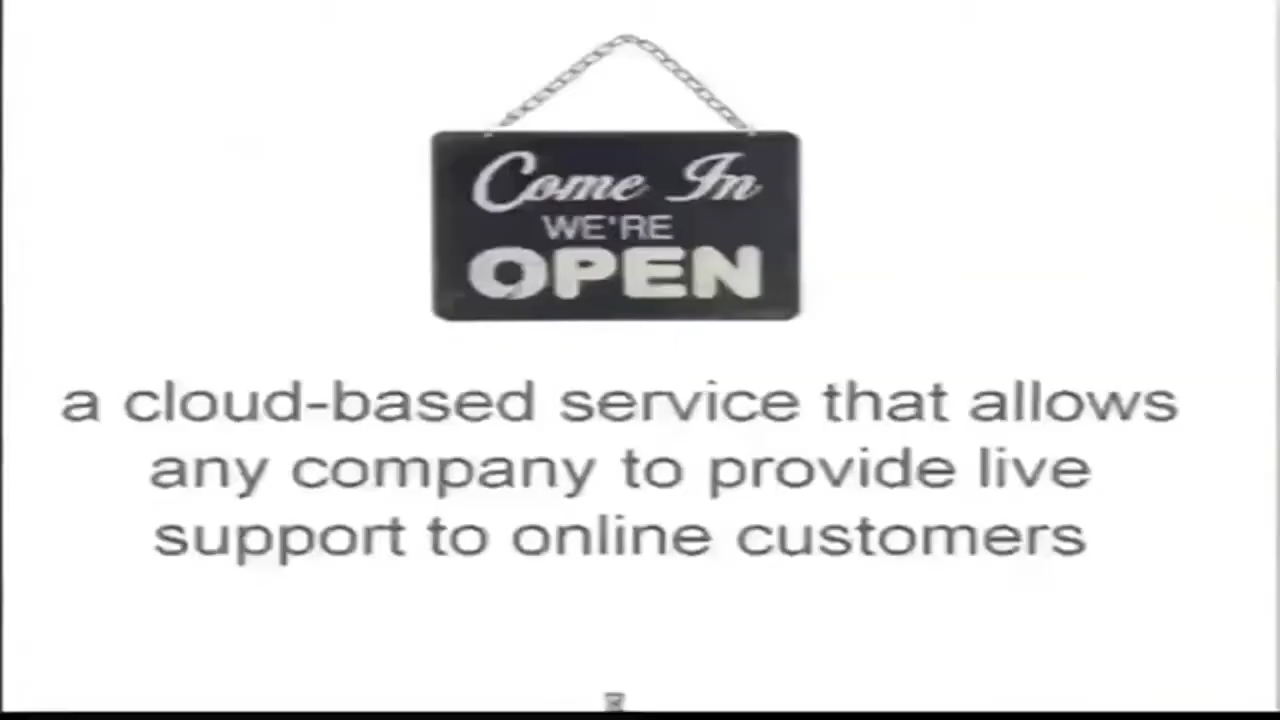 Come In
WE'RE
OPEN
a cloud-based service that allows
any company to provide live
support to online customers